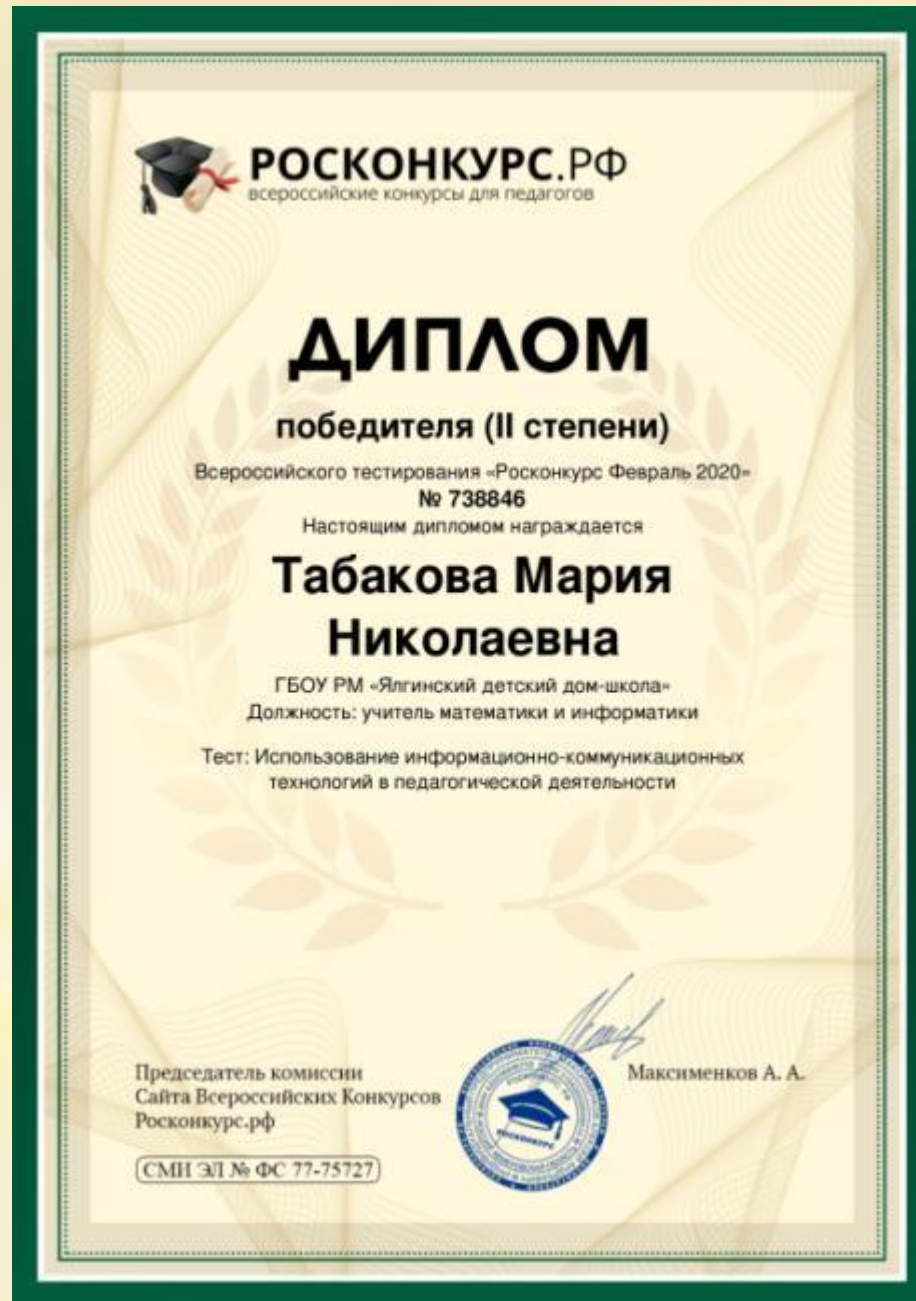 РОСКОНКУРС.РФ
всероссийские конкурсы для педагогов
ДИПЛОМ
победителя (II степени)
Всероссийского тестирования «Росконкурс Февраль 2020»
№ 738846
Настоящим дипломом награждается
Табакова Мария
Николаевна
ГБОУ РМ «Ялгинский детский дом-школа»
Должность: учитель математики и информатики
Тест: Использование информационно-коммуникационных
технологий в педагогической деятельности
Председатель комиссии
Сайта Всероссийских Конкурсов
Росконкурс.рф
Максименков А. А.
СМИ ЭЛ № ФС 77-75727
РОСКОНКУРС